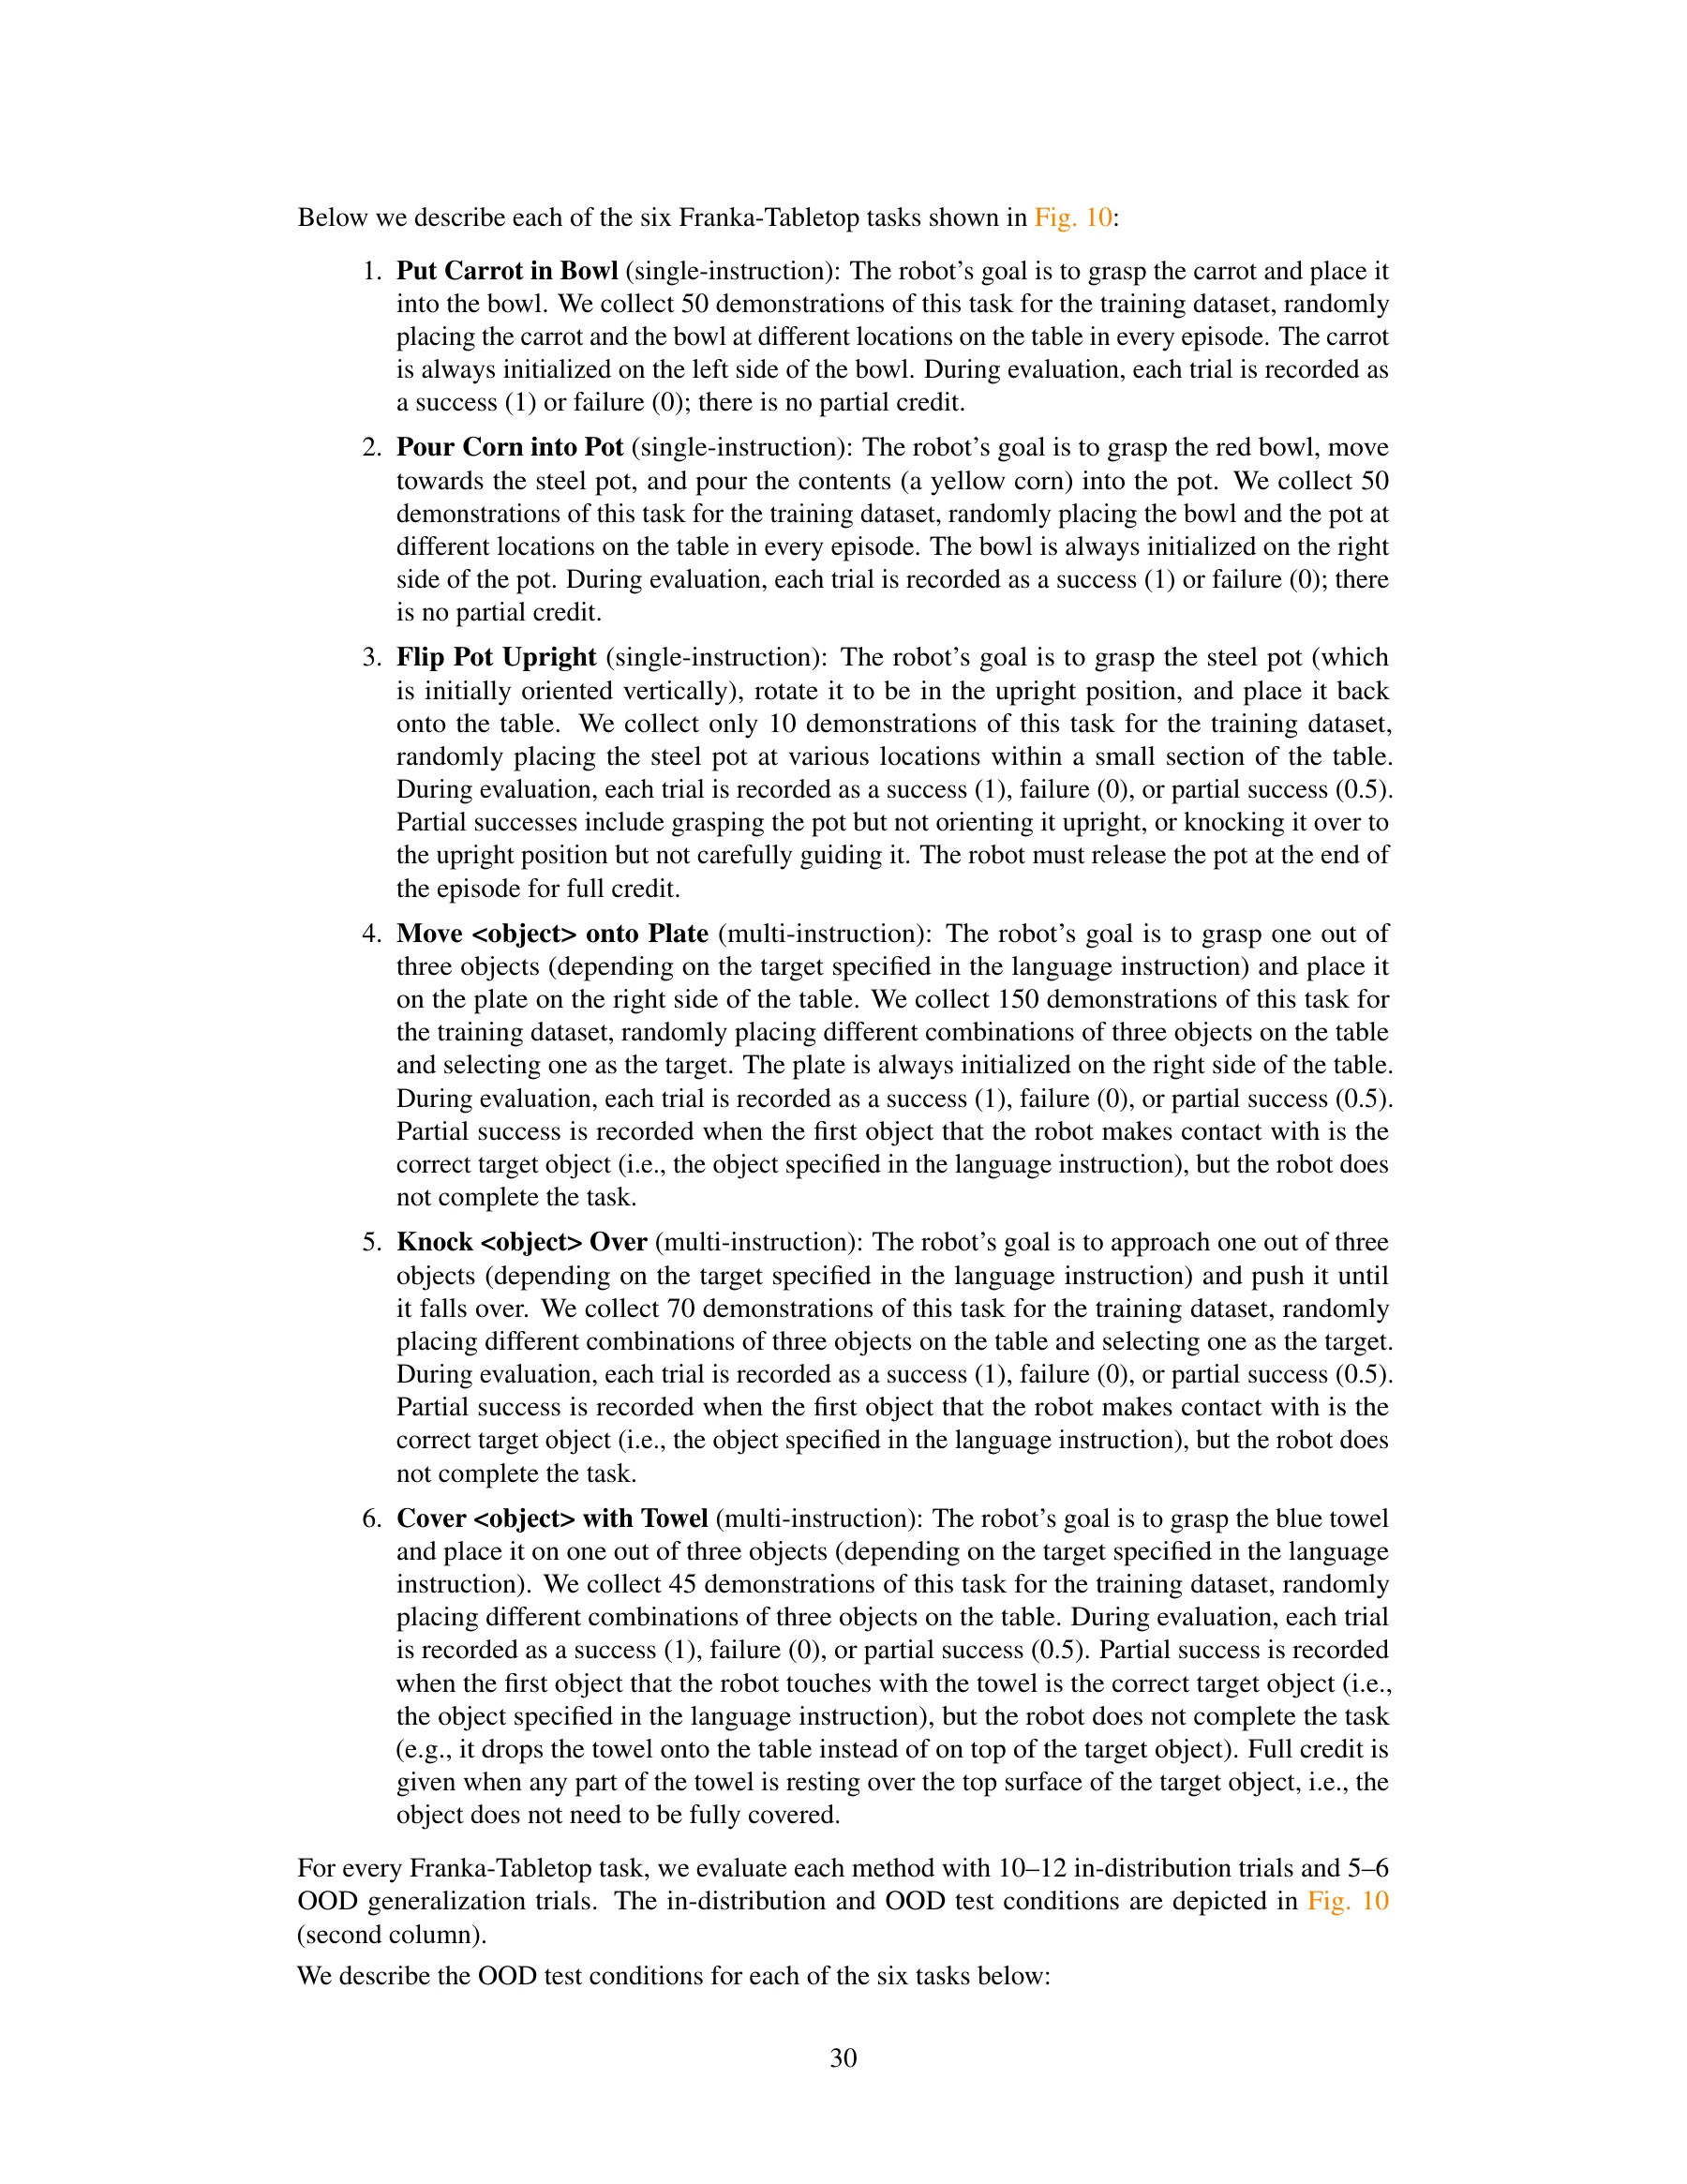 Below we describe each of the six Franka-Tabletop tasks shown in Fig. 10:
1. Put Carrot in Bowl (single-instruction): The robot’s goal is to grasp the carrot and place it
into the bowl. We collect 50 demonstrations of this task for the training dataset, randomly
placing the carrot and the bowl at different locations on the table in every episode. The carrot
is always initialized on the left side of the bowl. During evaluation, each trial is recorded as
a success (1) or failure (0); there is no partial credit.
2. Pour Corn into Pot (single-instruction): The robot’s goal is to grasp the red bowl, move
towards the steel pot, and pour the contents (a yellow corn) into the pot. We collect 50
demonstrations of this task for the training dataset, randomly placing the bowl and the pot at
different locations on the table in every episode. The bowl is always initialized on the right
side of the pot. During evaluation, each trial is recorded as a success (1) or failure (0); there
is no partial credit.
3. Flip Pot Upright (single-instruction): The robot’s goal is to grasp the steel pot (which
is initially oriented vertically), rotate it to be in the upright position, and place it back
onto the table. We collect only 10 demonstrations of this task for the training dataset,
randomly placing the steel pot at various locations within a small section of the table.
During evaluation, each trial is recorded as a success (1), failure (0), or partial success (0.5).
Partial successes include grasping the pot but not orienting it upright, or knocking it over to
the upright position but not carefully guiding it. The robot must release the pot at the end of
the episode for full credit.
4. Move <object> onto Plate (multi-instruction): The robot’s goal is to grasp one out of
three objects (depending on the target specified in the language instruction) and place it
on the plate on the right side of the table. We collect 150 demonstrations of this task for
the training dataset, randomly placing different combinations of three objects on the table
and selecting one as the target. The plate is always initialized on the right side of the table.
During evaluation, each trial is recorded as a success (1), failure (0), or partial success (0.5).
Partial success is recorded when the first object that the robot makes contact with is the
correct target object (i.e., the object specified in the language instruction), but the robot does
not complete the task.
5. Knock <object> Over (multi-instruction): The robot’s goal is to approach one out of three
objects (depending on the target specified in the language instruction) and push it until
it falls over. We collect 70 demonstrations of this task for the training dataset, randomly
placing different combinations of three objects on the table and selecting one as the target.
During evaluation, each trial is recorded as a success (1), failure (0), or partial success (0.5).
Partial success is recorded when the first object that the robot makes contact with is the
correct target object (i.e., the object specified in the language instruction), but the robot does
not complete the task.
6. Cover <object> with Towel (multi-instruction): The robot’s goal is to grasp the blue towel
and place it on one out of three objects (depending on the target specified in the language
instruction). We collect 45 demonstrations of this task for the training dataset, randomly
placing different combinations of three objects on the table. During evaluation, each trial
is recorded as a success (1), failure (0), or partial success (0.5). Partial success is recorded
when the first object that the robot touches with the towel is the correct target object (i.e.,
the object specified in the language instruction), but the robot does not complete the task
(e.g., it drops the towel onto the table instead of on top of the target object). Full credit is
given when any part of the towel is resting over the top surface of the target object, i.e., the
object does not need to be fully covered.
For every Franka-Tabletop task, we evaluate each method with 10–12 in-distribution trials and 5–6
OOD generalization trials. The in-distribution and OOD test conditions are depicted in Fig. 10
(second column).
We describe the OOD test conditions for each of the six tasks below:
30